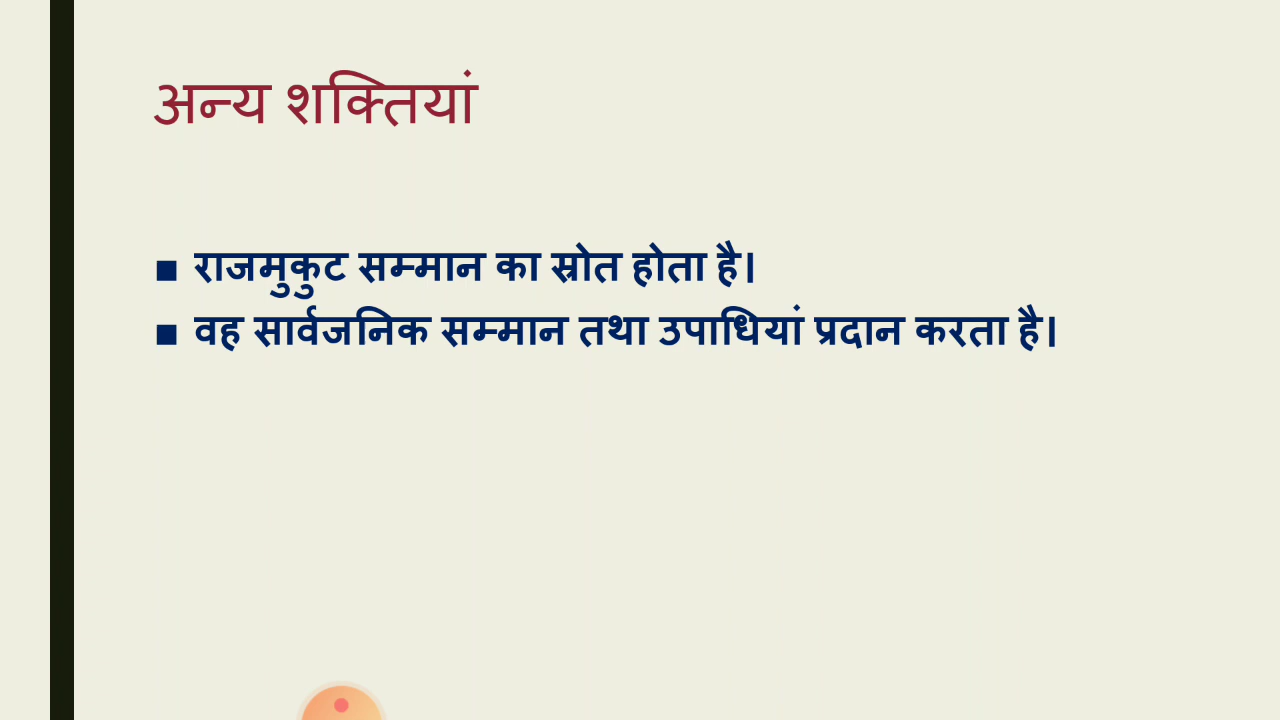 अन्य शक्तियां
▪ राजमुकुट सम्मान का स्रोत होता है।
▪ वह सार्वजनिक सम्मान तथा उपाधियां प्रदान करता है।